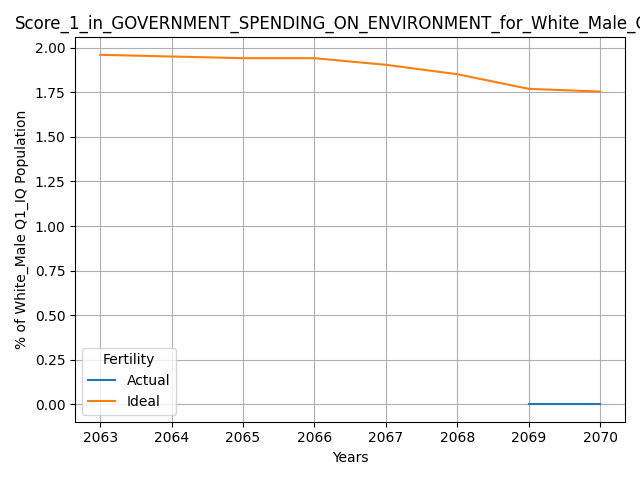 Score_1_in_GOVERNMENT_SPENDING_ON_ENVIRONMENT_for_White_Male_
% of White_Male Q1_IQ Population
2.00
1.75
1.50
1.25
1.00
0.75
0.50
0.25
0.00
Fertility
Actual
Ideal
2063 2064 2065 2066 2067 2068 2069 2070
Years